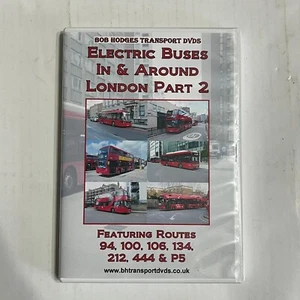 Bob Hodges Transport DVDs
Electric Buses
In & Around
London Part 2
Featuring Routes
94, 100, 106, 134,
212, 444 & P5
www.bhtransportdvds.co.uk